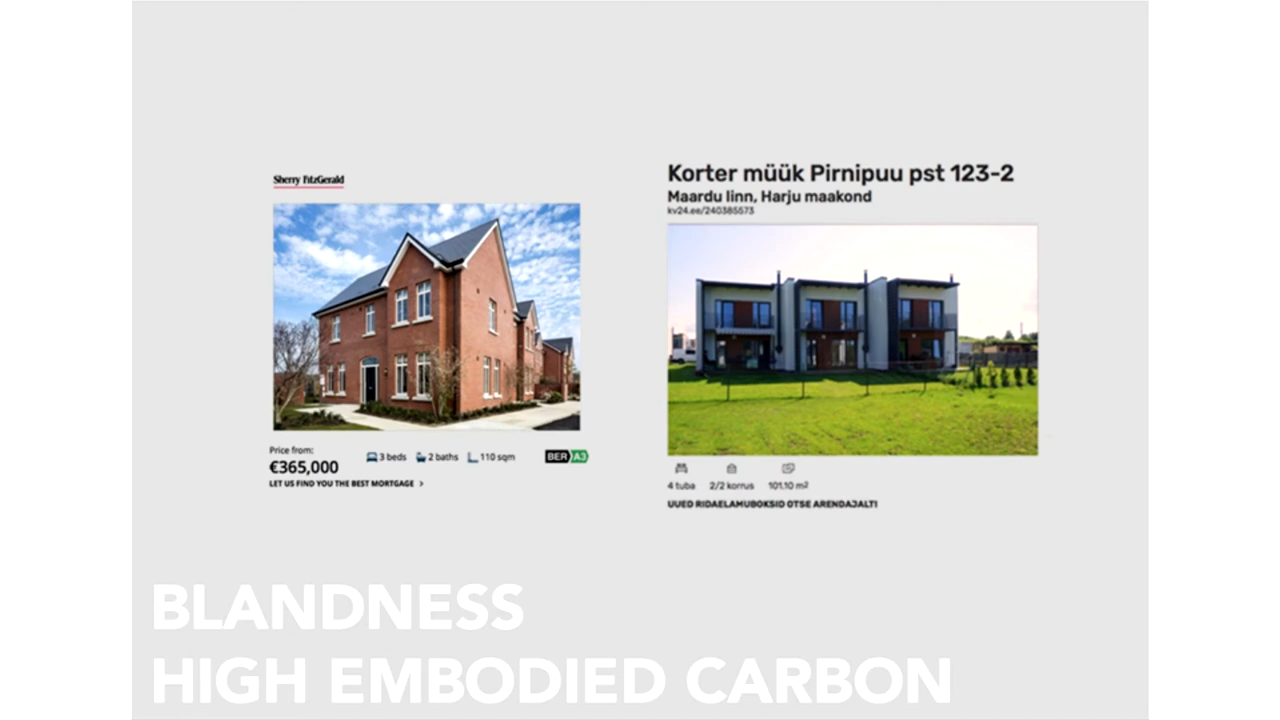 Sherry FitzGerald
Price from:
€365,000
3 beds 2 baths 110 sqm BER A3
LET US FIND YOU THE BEST MORTGAGE >
Korter müük Pirnipuu pst 123-2
Maardu linn, Harju maakond
kv24.ee/240385573
4 tuba 2/2 korrus 101.10 m²
UUED RIDAELAMUBOKSID OTSE ARENDAJALT!
BLANDNESS
HIGH EMBODIED CARBON